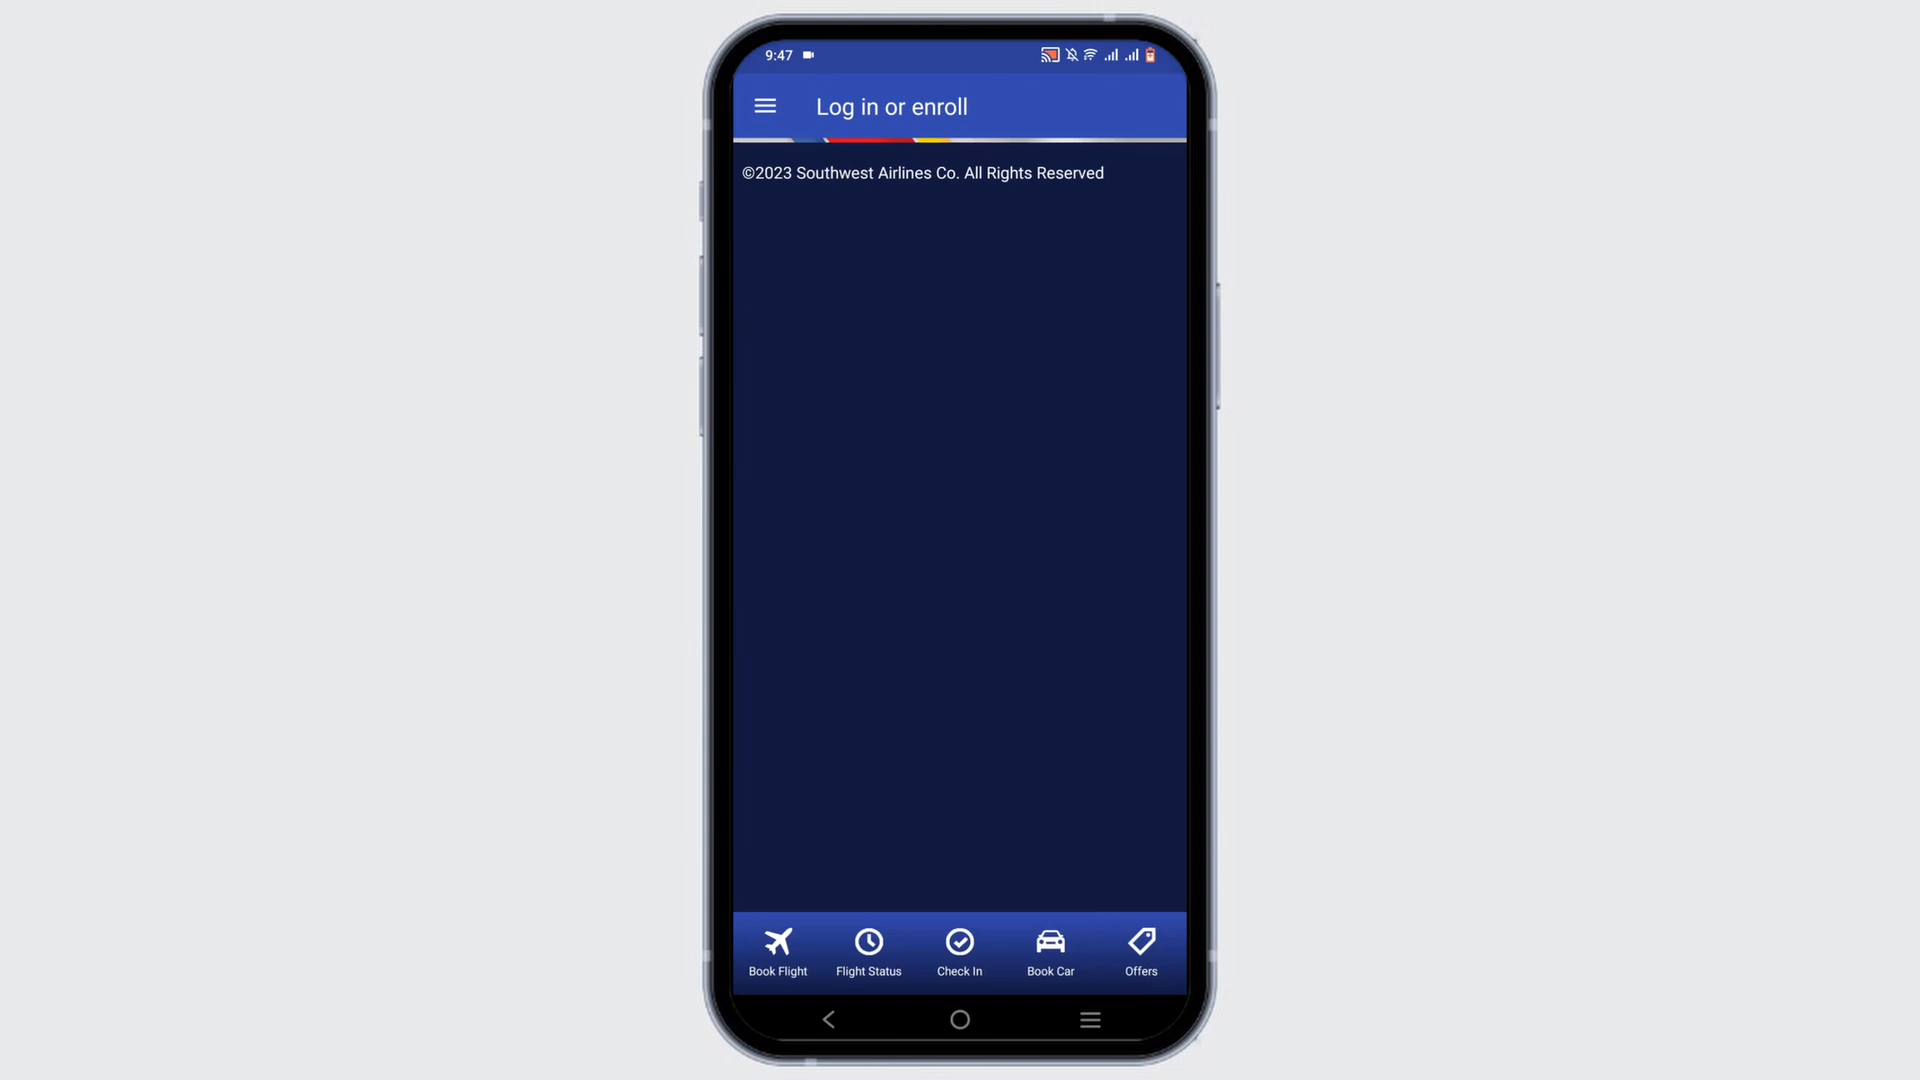 9:47
Log in or enroll
©2023 Southwest Airlines Co. All Rights Reserved
Book Flight
Flight Status
Check In
Book Car
Offers